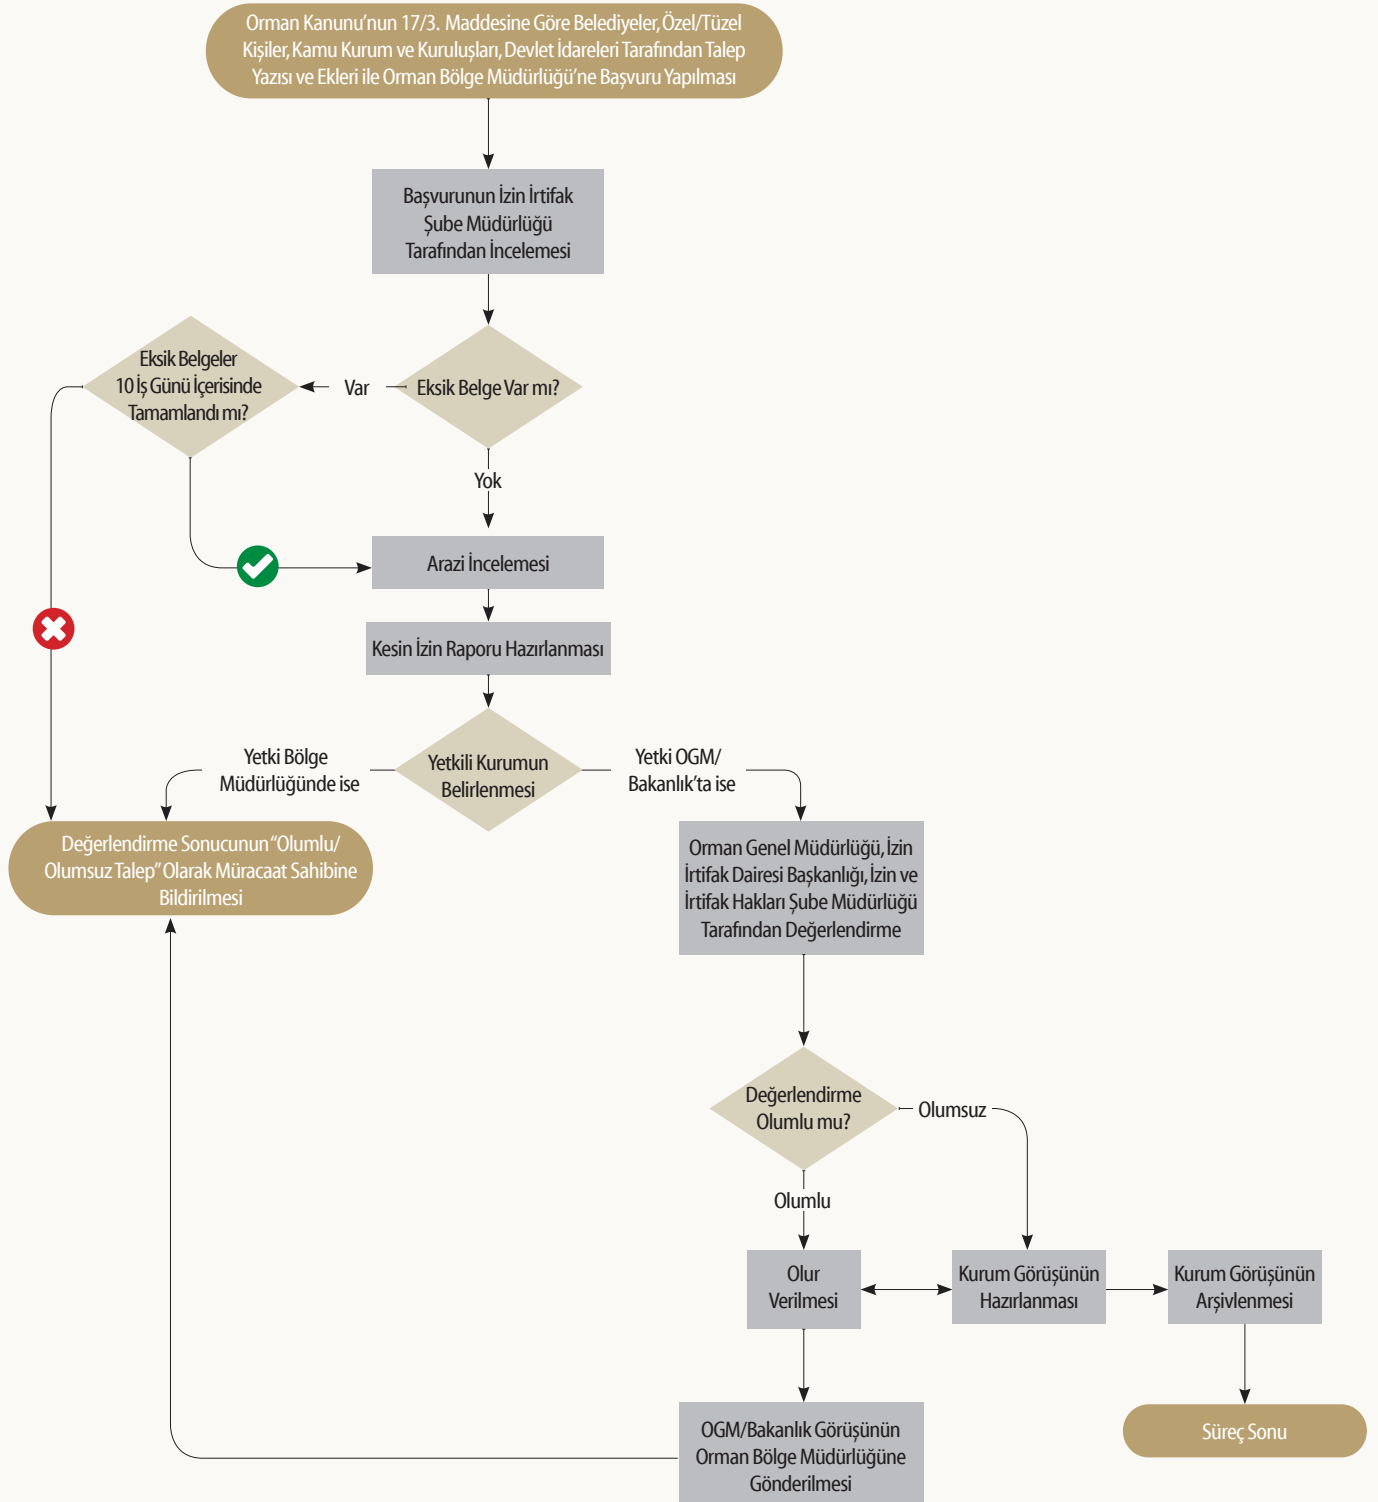 Orman Kanunu’nun 17/3. Maddesine Göre Belediyeler, Özel/Tüzel
Kişiler, Kamu Kurum ve Kuruluşları, Devlet İdareleri Tarafından Talep
Yazısı ve Ekleri ile Orman Bölge Müdürlüğü’ne Başvuru Yapılması
Başvurunun İzin İrtifak
Şube Müdürlüğü
Tarafından İncelemesi
Eksik Belgeler
10 İş Günü İçerisinde
Tamamlandı mı?
Var
Eksik Belge Var mı?
Yok
Arazi İncelemesi
Kesin İzin Raporu Hazırlanması
Yetki Bölge
Müdürlüğünde ise
Yetkili Kurumun
Belirlenmesi
Yetki OGM/
Bakanlık’ta ise
Değerlendirme Sonucunun “Olumlu/
Olumsuz Talep” Olarak Müracaat Sahibine
Bildirilmesi
Orman Genel Müdürlüğü, İzin
İrtifak Dairesi Başkanlığı, İzin ve
İrtifak Hakları Şube Müdürlüğü
Tarafından Değerlendirme
Değerlendirme
Olumlu mu?
Olumsuz
Olumlu
Olur
Verilmesi
Kurum Görüşünün
Hazırlanması
Kurum Görüşünün
Arşivlenmesi
OGM/Bakanlık Görüşünün
Orman Bölge Müdürlüğüne
Gönderilmesi
Süreç Sonu